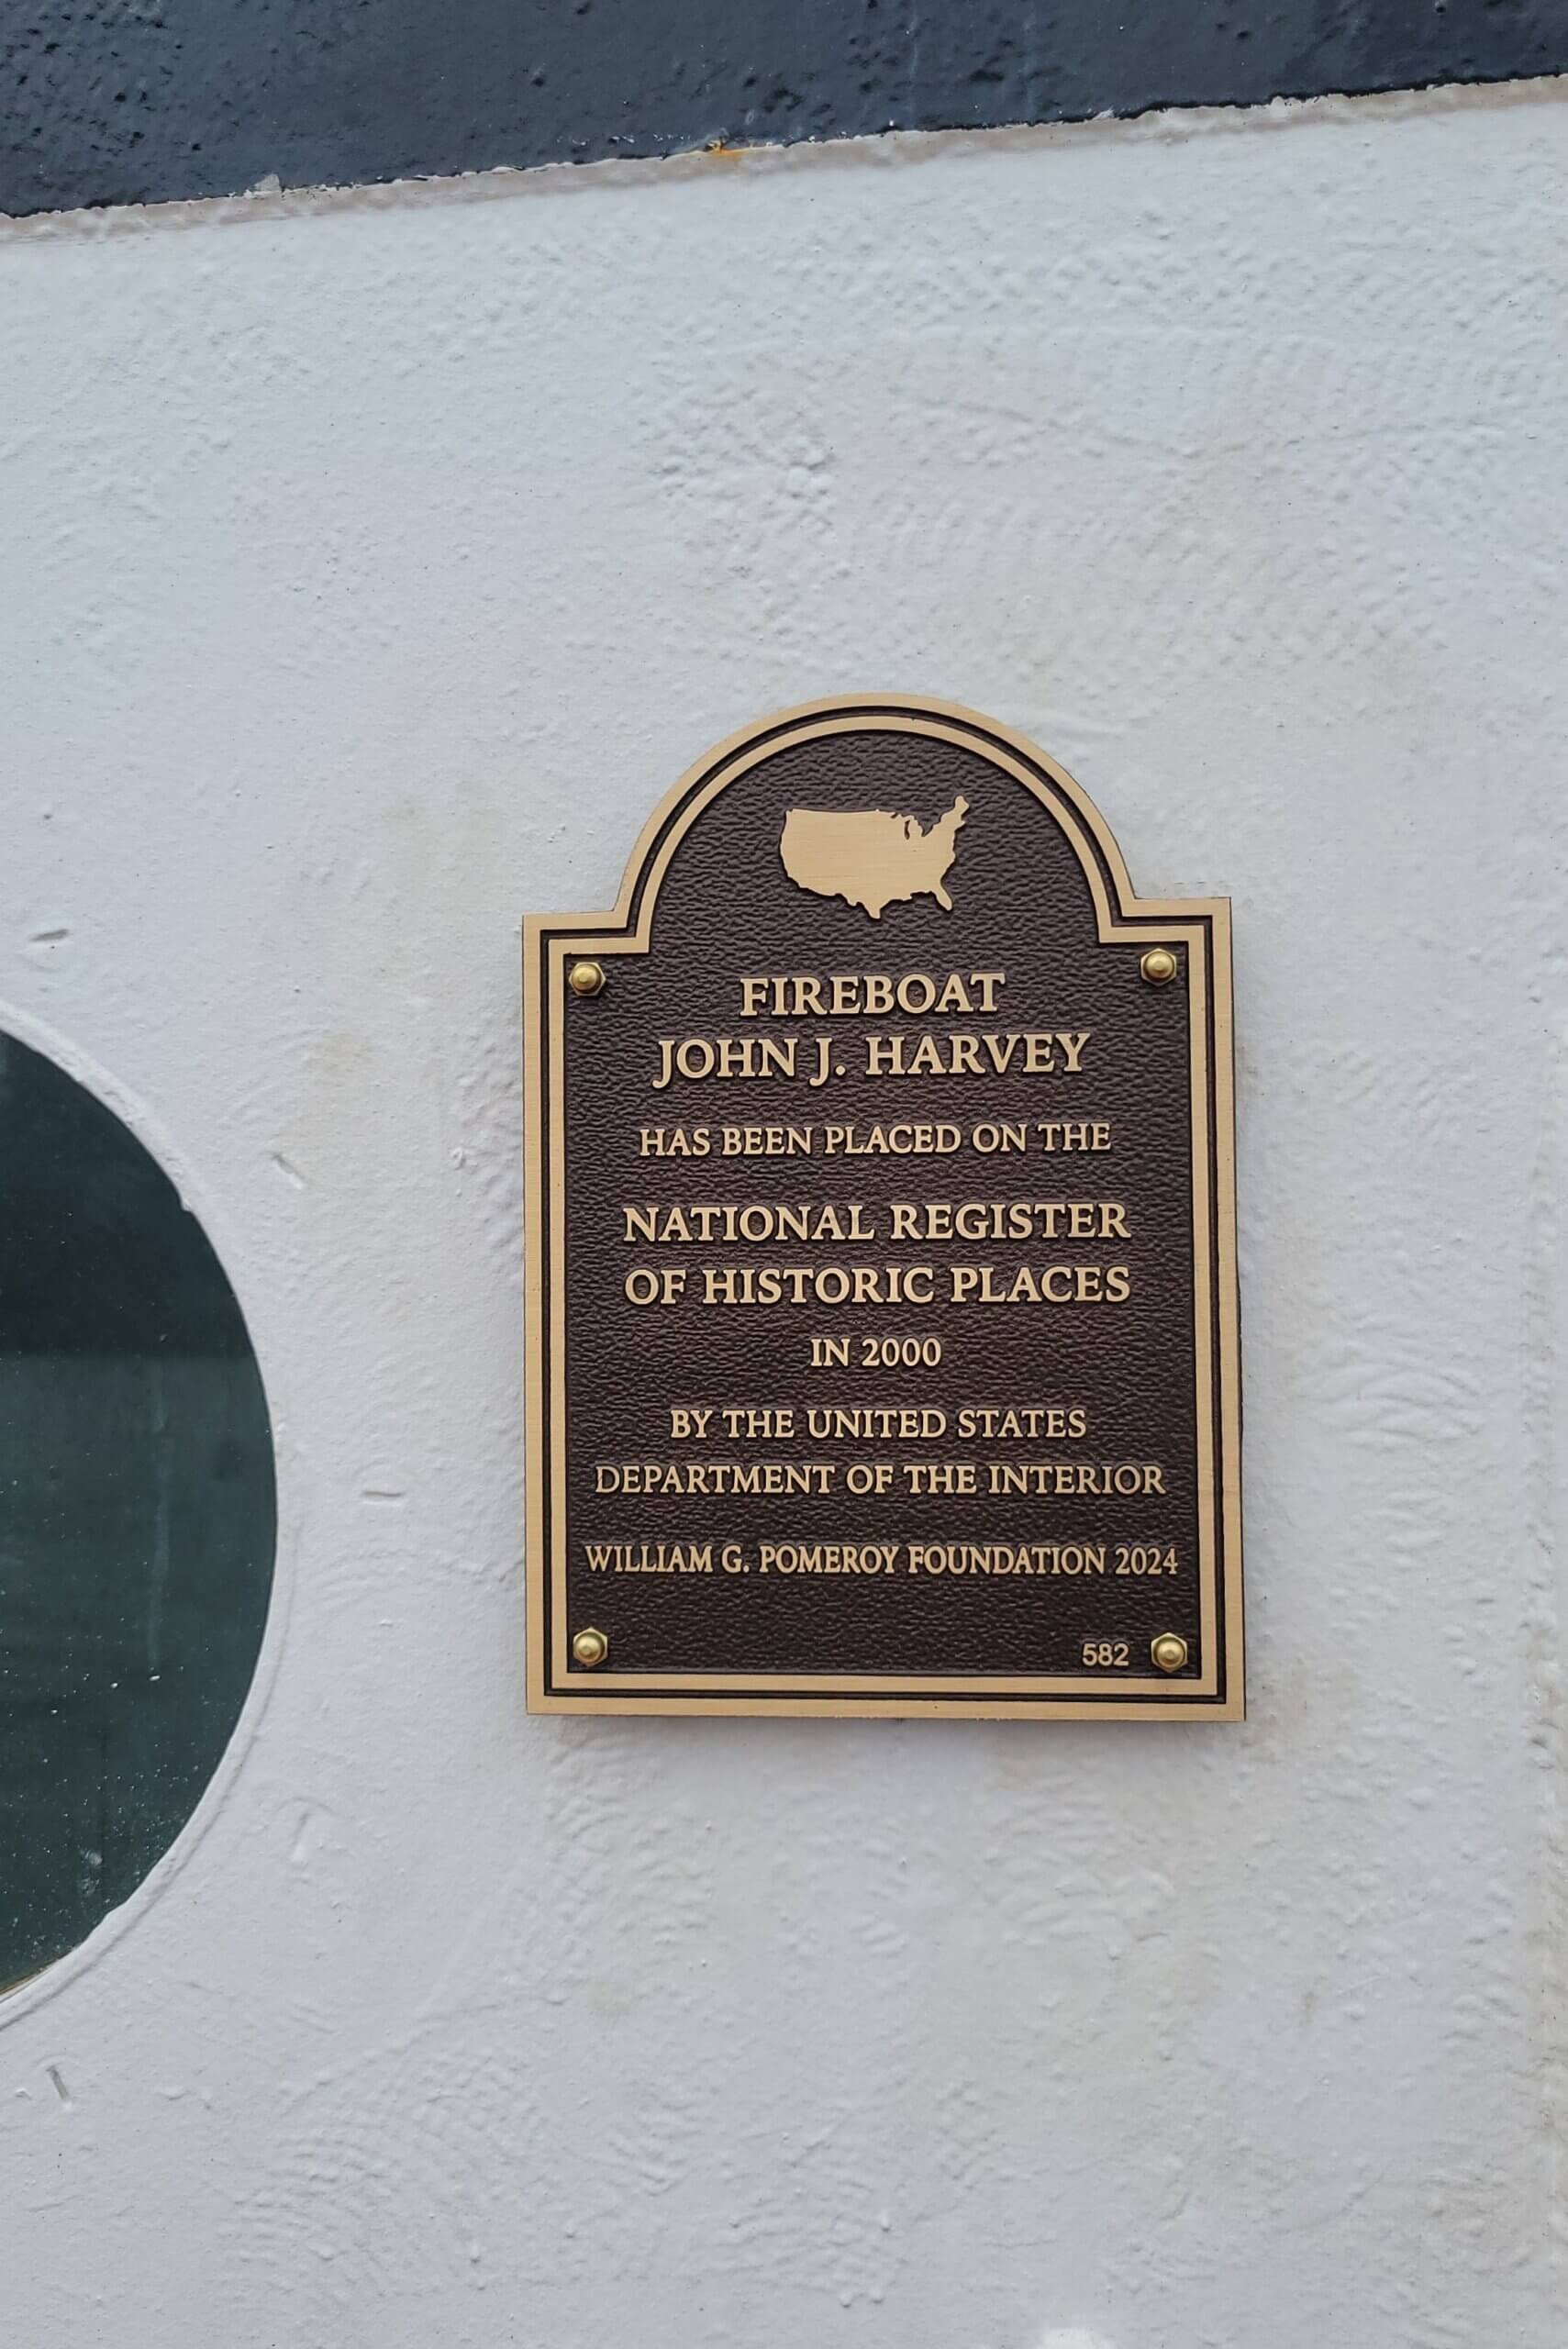 FIREBOAT
JOHN J. HARVEY
HAS BEEN PLACED ON THE
NATIONAL REGISTER
OF HISTORIC PLACES
IN 2000
BY THE UNITED STATES
DEPARTMENT OF THE INTERIOR
WILLIAM G. POMEROY FOUNDATION 2024
582